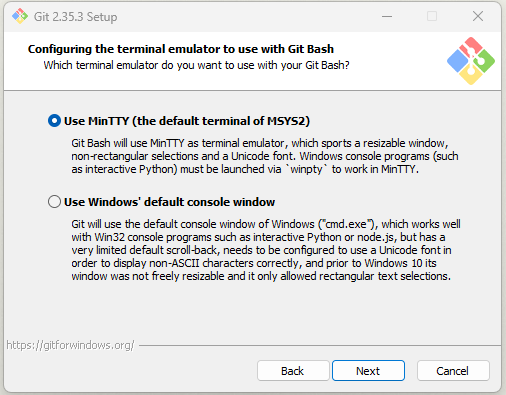 Git 2.35.3 Setup
Configuring the terminal emulator to use with Git Bash
Which terminal emulator do you want to use with your Git Bash?
Use MinTTY (the default terminal of MSYS2)
Git Bash will use MinTTY as terminal emulator, which sports a resizable window,
non-rectangular selections and a Unicode font. Windows console programs (such
as interactive Python) must be launched via `winpty` to work in MinTTY.
Use Windows' default console window
Git will use the default console window of Windows ("cmd.exe"), which works well
with Win32 console programs such as interactive Python or node.js, but has a
very limited default scroll-back, needs to be configured to use a Unicode font in
order to display non-ASCII characters correctly, and prior to Windows 10 its
window was not freely resizable and it only allowed rectangular text selections.
https://gitforwindows.org/
Back Next Cancel